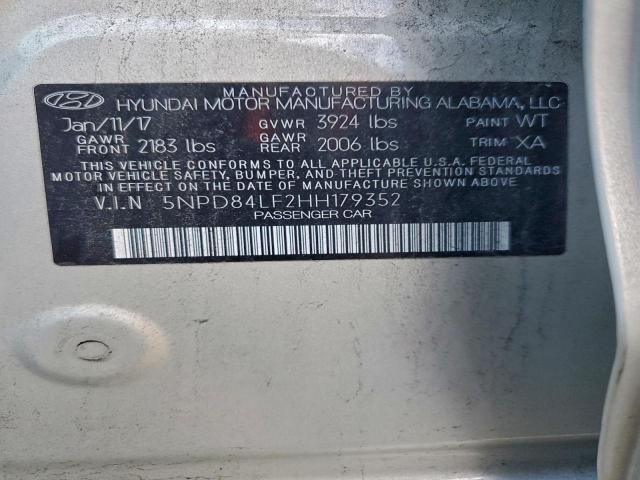 MANUFACTURED BY
HYUNDAI MOTOR MANUFACTURING ALABAMA, LLC
Jan/11/17 GVWR 3924 lbs PAINT WT
GAWR FRONT 2183 lbs GAWR REAR 2006 lbs TRIM XA
THIS VEHICLE CONFORMS TO ALL APPLICABLE U.S.A. FEDERAL
MOTOR VEHICLE SAFETY, BUMPER, AND THEFT PREVENTION STANDARDS
IN EFFECT ON THE DATE OF MANUFACTURE SHOWN ABOVE
V.I.N 5NPD84LF2HH179352
PASSENGER CAR